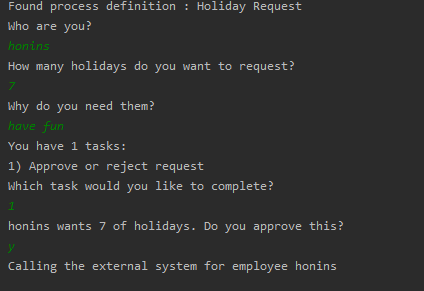 Found process definition : Holiday Request
Who are you?
honins
How many holidays do you want to request?
7
Why do you need them?
have fun
You have 1 tasks:
1) Approve or reject request
Which task would you like to complete?
1
honins wants 7 of holidays. Do you approve this?
y
Calling the external system for employee honins